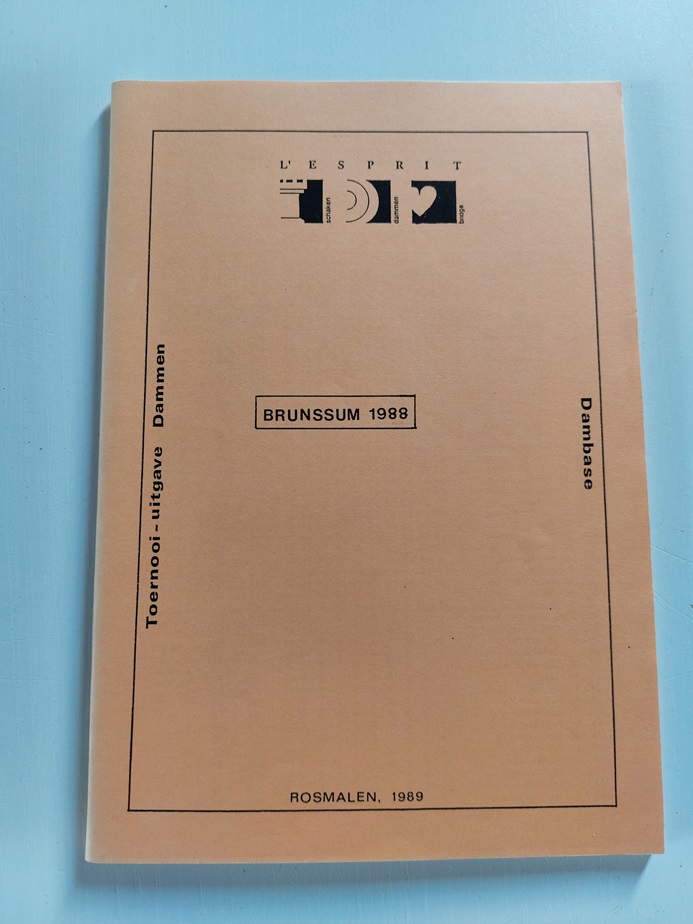 L'ESPRIT
schaken
dammen
bridge
Toernooi-uitgave Dammen
BRUNSSUM 1988
Dambase
ROSMALEN, 1989